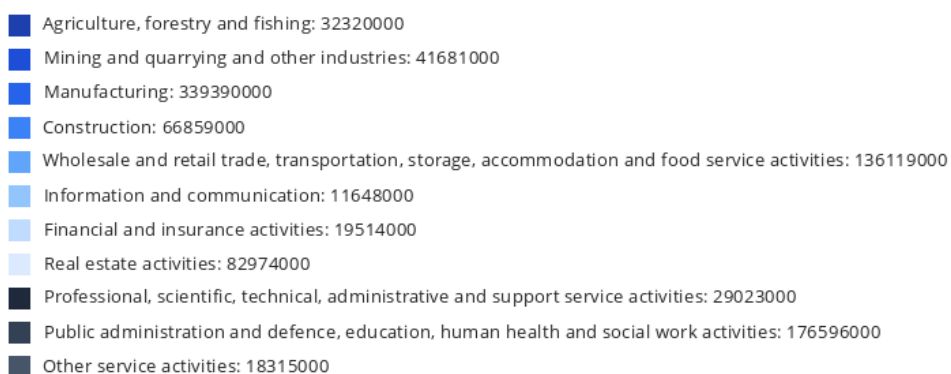 Agriculture, forestry and fishing: 32320000
Mining and quarrying and other industries: 41681000
Manufacturing: 339390000
Construction: 66859000
Wholesale and retail trade, transportation, storage, accommodation and food service activities: 136119000
Information and communication: 11648000
Financial and insurance activities: 19514000
Real estate activities: 82974000
Professional, scientific, technical, administrative and support service activities: 29023000
Public administration and defence, education, human health and social work activities: 176596000
Other service activities: 18315000